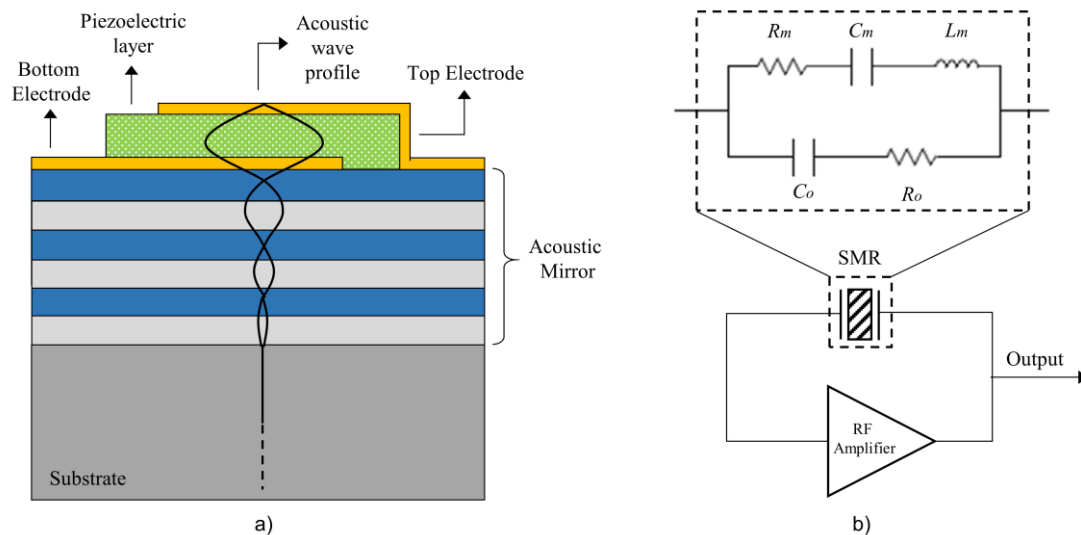 Piezoelectric
layer
Acoustic
wave
profile
Bottom
Electrode
Top Electrode
Acoustic
Mirror
Substrate
a)
Rm
Cm
Lm
Co
Ro
SMR
Output
RF
Amplifier
b)